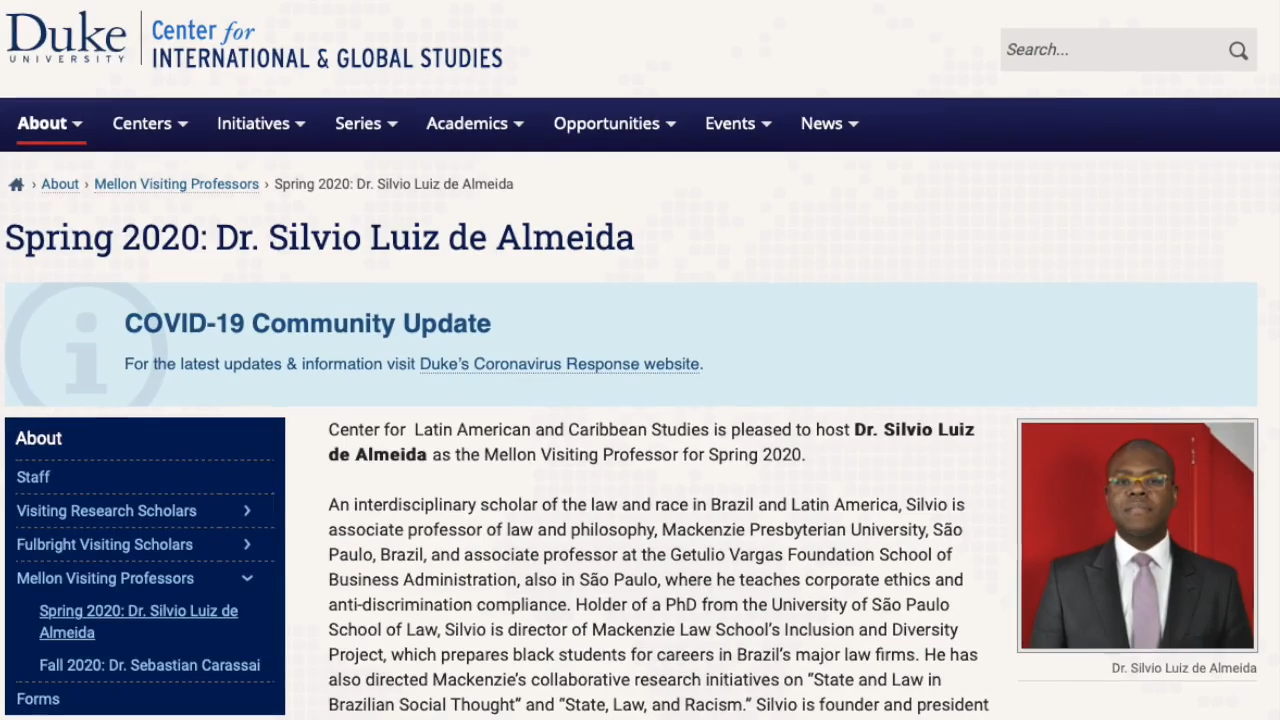 Duke
UNIVERSITY
Center for
INTERNATIONAL & GLOBAL STUDIES
Search...
About
Centers
Initiatives
Series
Academics
Opportunities
Events
News
› About › Mellon Visiting Professors › Spring 2020: Dr. Silvio Luiz de Almeida
Spring 2020: Dr. Silvio Luiz de Almeida
COVID-19 Community Update
For the latest updates & information visit Duke's Coronavirus Response website.
About
Staff
Visiting Research Scholars
Fulbright Visiting Scholars
Mellon Visiting Professors
Spring 2020: Dr. Silvio Luiz de
Almeida
Fall 2020: Dr. Sebastian Carassai
Forms
Center for Latin American and Caribbean Studies is pleased to host Dr. Silvio Luiz
de Almeida as the Mellon Visiting Professor for Spring 2020.
An interdisciplinary scholar of the law and race in Brazil and Latin America, Silvio is
associate professor of law and philosophy, Mackenzie Presbyterian University, São
Paulo, Brazil, and associate professor at the Getulio Vargas Foundation School of
Business Administration, also in São Paulo, where he teaches corporate ethics and
anti-discrimination compliance. Holder of a PhD from the University of São Paulo
School of Law, Silvio is director of Mackenzie Law School's Inclusion and Diversity
Project, which prepares black students for careers in Brazil's major law firms. He has
also directed Mackenzie's collaborative research initiatives on “State and Law in
Brazilian Social Thought” and “State, Law, and Racism.” Silvio is founder and president
Dr. Silvio Luiz de Almeida